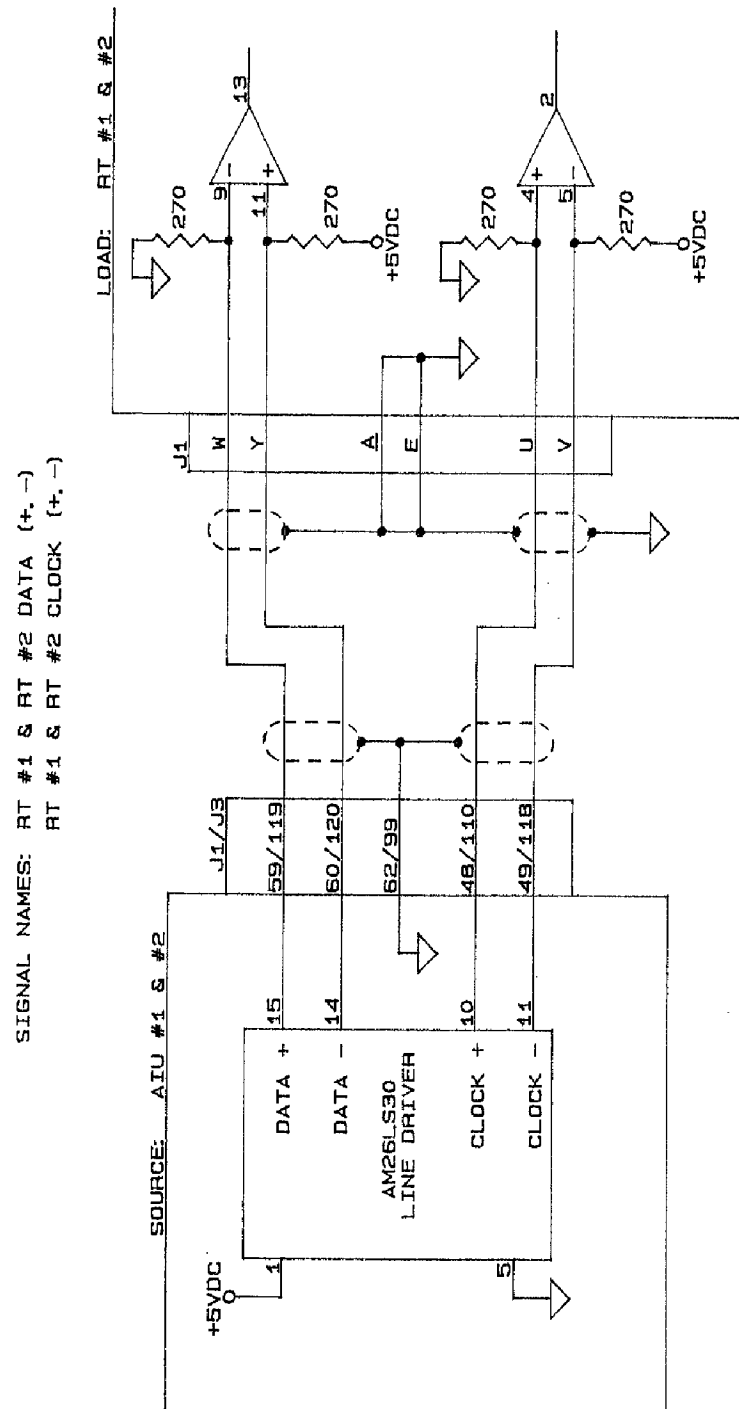 SIGNAL NAMES: RT #1 & RT #2 DATA (+, -)
RT #1 & RT #2 CLOCK (+, -)
SOURCE: AIU #1 & #2
+5VDC
1
5
DATA +
DATA -
AM26LS30
LINE DRIVER
CLOCK +
CLOCK -
15
14
10
11
J1/J3
59/119
60/120
62/99
48/110
49/118
LOAD: RT #1 & #2
J1
W
Y
A
E
U
V
270
9 -
11 +
13
270
+5VDC
270
4 +
5 -
2
270
+5VDC